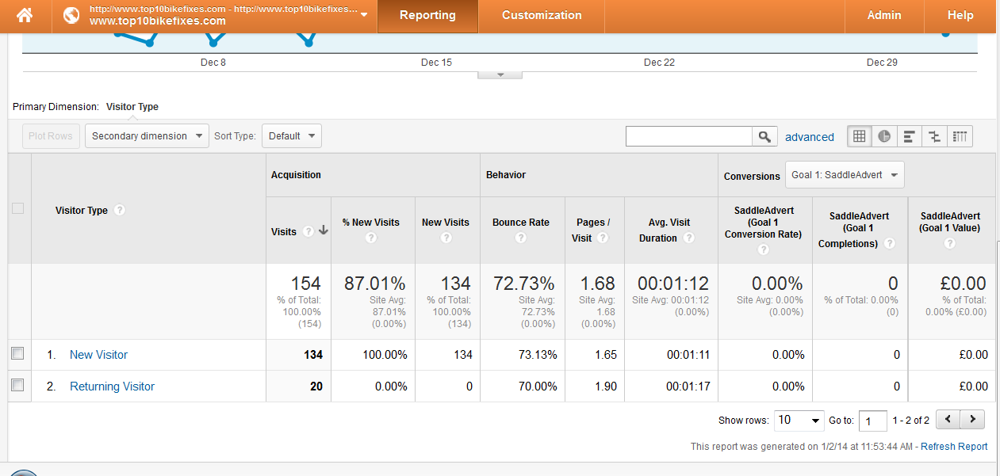 http://www.top10bikefixes.com - http://www.top10bikefixes...
www.top10bikefixes.com
Reporting
Customization
Admin
Help
Dec 8
Dec 15
Dec 22
Dec 29
Primary Dimension: Visitor Type
Plot Rows
Secondary dimension
Sort Type:
Default
advanced
Visitor Type ?
Acquisition
Behavior
Conversions
Goal 1: SaddleAdvert
Visits ?
% New Visits
?
New Visits
?
Bounce Rate
?
Pages /
Visit ?
Avg. Visit
Duration ?
SaddleAdvert
(Goal 1
Conversion Rate)
?
SaddleAdvert
(Goal 1
Completions) ?
SaddleAdvert
(Goal 1 Value)
?
154
% of Total:
100.00%
(154)
87.01%
Site Avg:
87.01%
(0.00%)
134
% of Total:
100.00%
(134)
72.73%
Site Avg:
72.73%
(0.00%)
1.68
Site Avg:
1.68
(0.00%)
00:01:12
Site Avg: 00:01:12
(0.00%)
0.00%
Site Avg: 0.00%
(0.00%)
0
% of Total: 0.00%
(0)
£0.00
% of Total:
0.00% (£0.00)
1. New Visitor 134 100.00% 134 73.13% 1.65 00:01:11 0.00% 0 £0.00
2. Returning Visitor 20 0.00% 0 70.00% 1.90 00:01:17 0.00% 0 £0.00
Show rows: 10 Go to: 1 1 - 2 of 2
This report was generated on 1/2/14 at 11:53:44 AM - Refresh Report